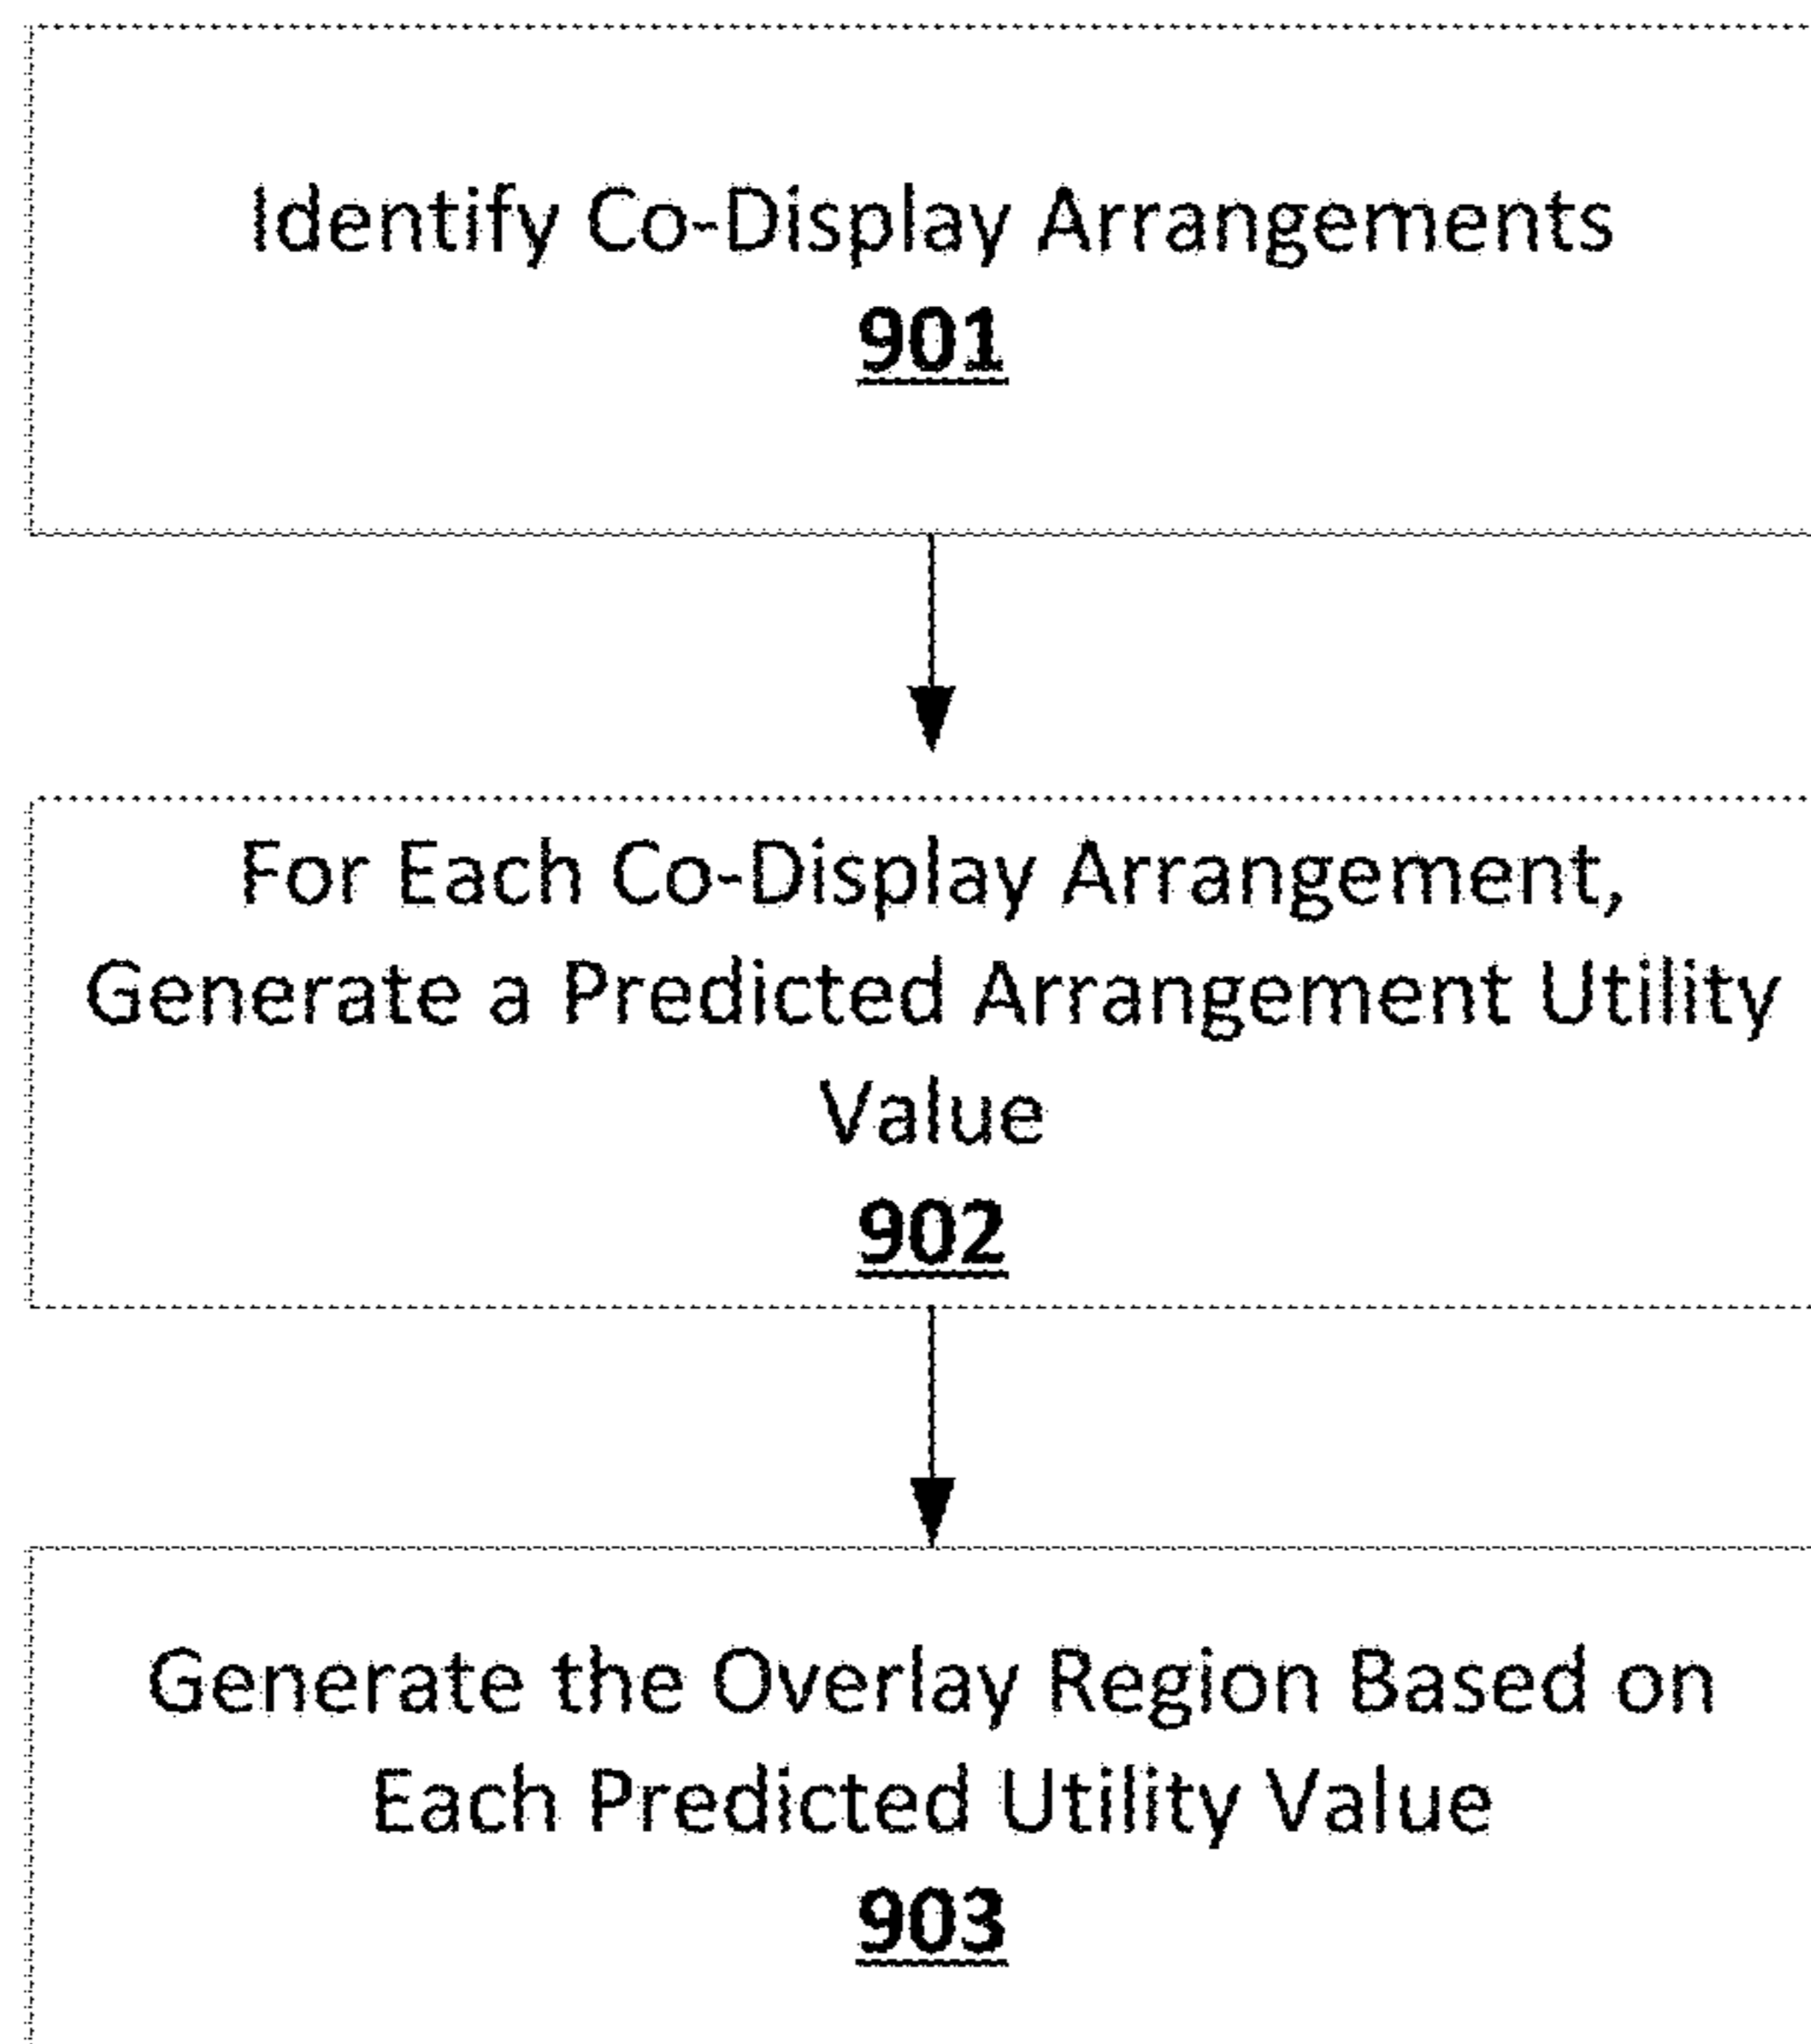 Identify Co-Display Arrangements
901
For Each Co-Display Arrangement,
Generate a Predicted Arrangement Utility
Value
902
Generate the Overlay Region Based on
Each Predicted Utility Value
903